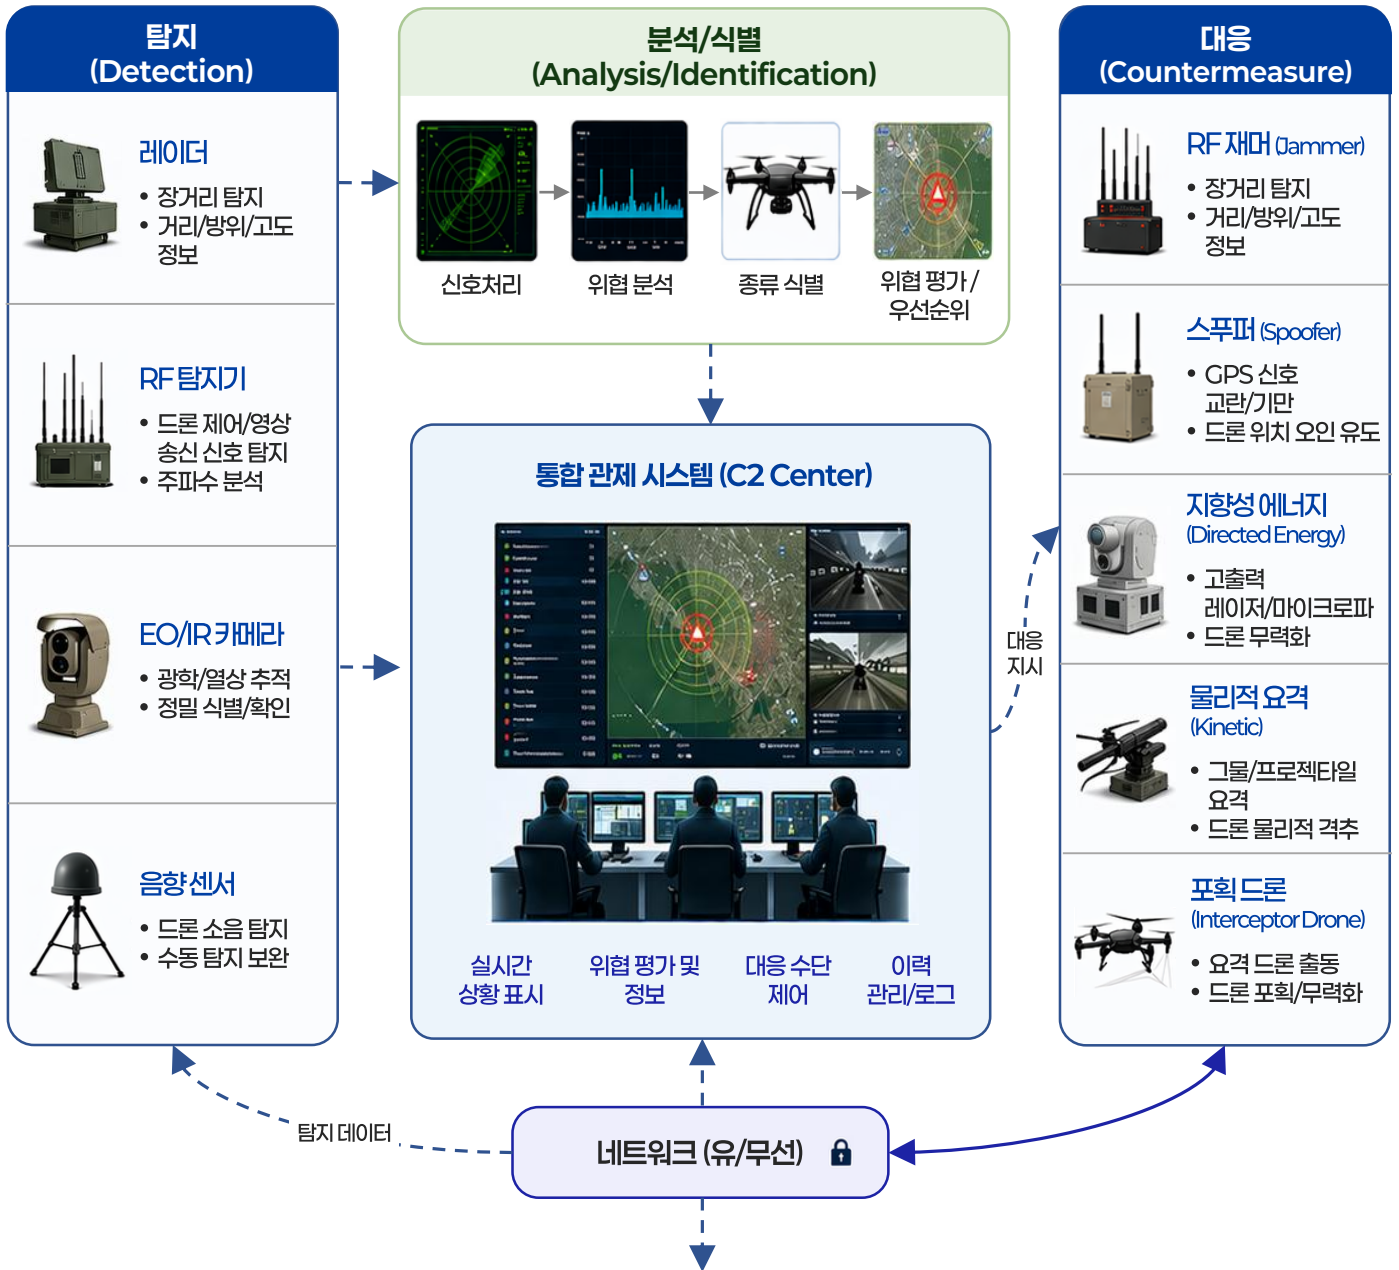 탐지
(Detection)
레이더
• 장거리 탐지
• 거리/방위/고도
정보
RF 탐지기
• 드론 제어/영상
송신 신호 탐지
• 주파수 분석
EO/IR 카메라
• 광학/열상 추적
• 정밀 식별/확인
음향 센서
• 드론 소음 탐지
• 수동 탐지 보완
분석/식별
(Analysis/Identification)
신호처리
위협 분석
종류 식별
위협 평가 /
우선순위
통합 관제 시스템 (C2 Center)
실시간
상황 표시
위협 평가 및
정보
대응 수단
제어
이력
관리/로그
대응
지시
대응
(Countermeasure)
RF 재머 (Jammer)
• 장거리 탐지
• 거리/방위/고도
정보
스푸퍼 (Spoofer)
• GPS 신호
교란/기만
• 드론 위치 오인 유도
지향성 에너지
(Directed Energy)
• 고출력
레이저/마이크로파
• 드론 무력화
물리적 요격
(Kinetic)
• 그물/프로젝타일
요격
• 드론 물리적 격추
포획 드론
(Interceptor Drone)
• 요격 드론 출동
• 드론 포획/무력화
탐지 데이터
네트워크 (유/무선)